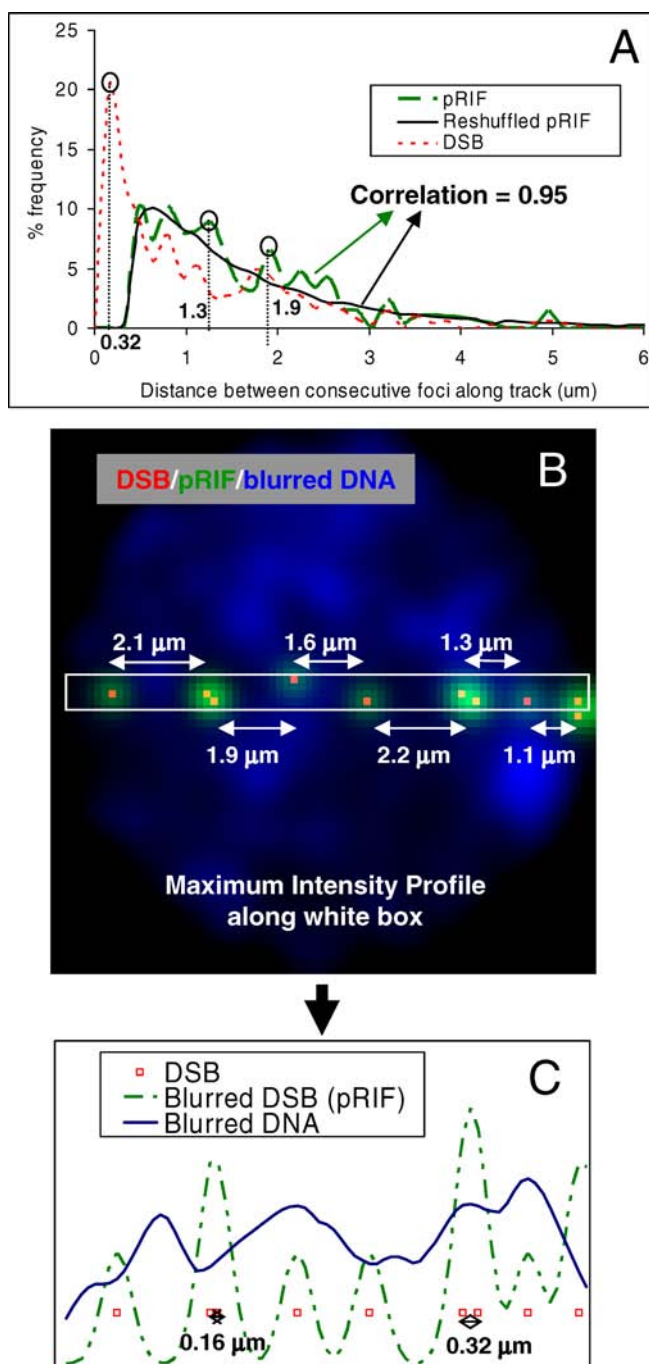 A
25
20
15
10
5
0
% frequency
pRIF
Reshuffled pRIF
DSB
Correlation = 0.95
0.32
1.3
1.9
0 1 2 3 4 5 6
Distance between consecutive foci along track (um)
DSB/pRIF/blurred DNA
B
2.1 μm
1.6 μm
1.3 μm
1.9 μm
2.2 μm
1.1 μm
Maximum Intensity Profile
along white box
C
DSB
Blurred DSB (pRIF)
Blurred DNA
0.16 μm
0.32 μm